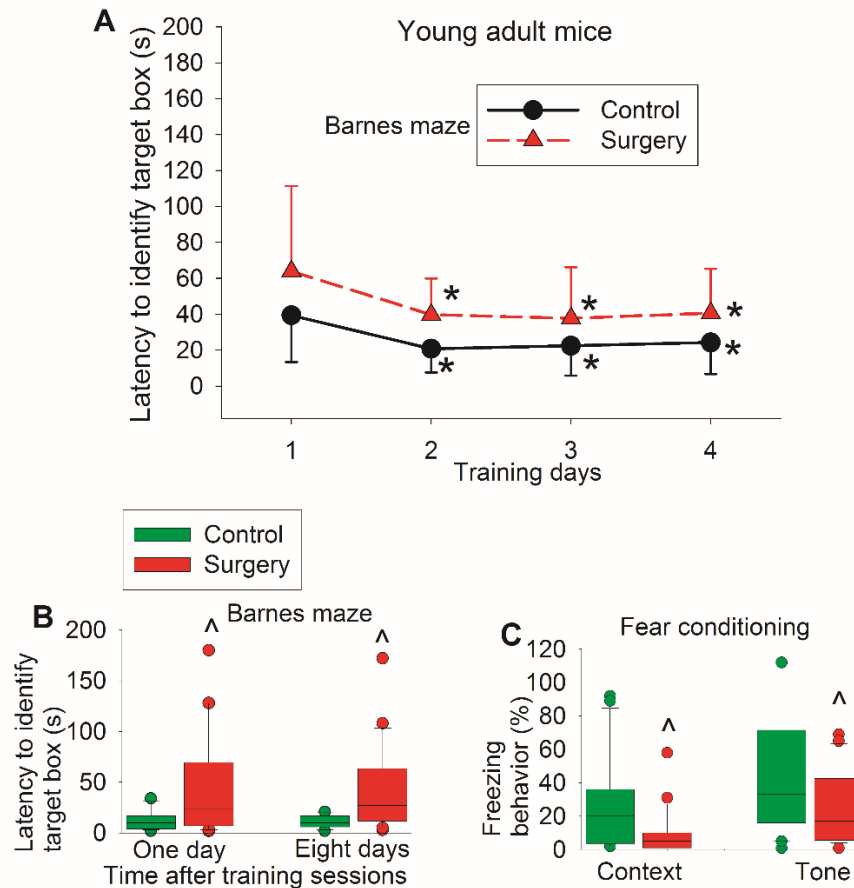 A
Young adult mice
Latency to identify target box (s)
200
180
160
140
120
100
80
60
40
20
0
Barnes maze
Control
Surgery
*
*
*
*
*
*
1
2
3
4
Training days
Control
Surgery
B
Barnes maze
Latency to identify
target box (s)
200
150
100
50
0
^
^
One day
Eight days
Time after training sessions
C
Fear conditioning
Freezing
behavior (%)
120
100
80
60
40
20
0
^
^
Context
Tone